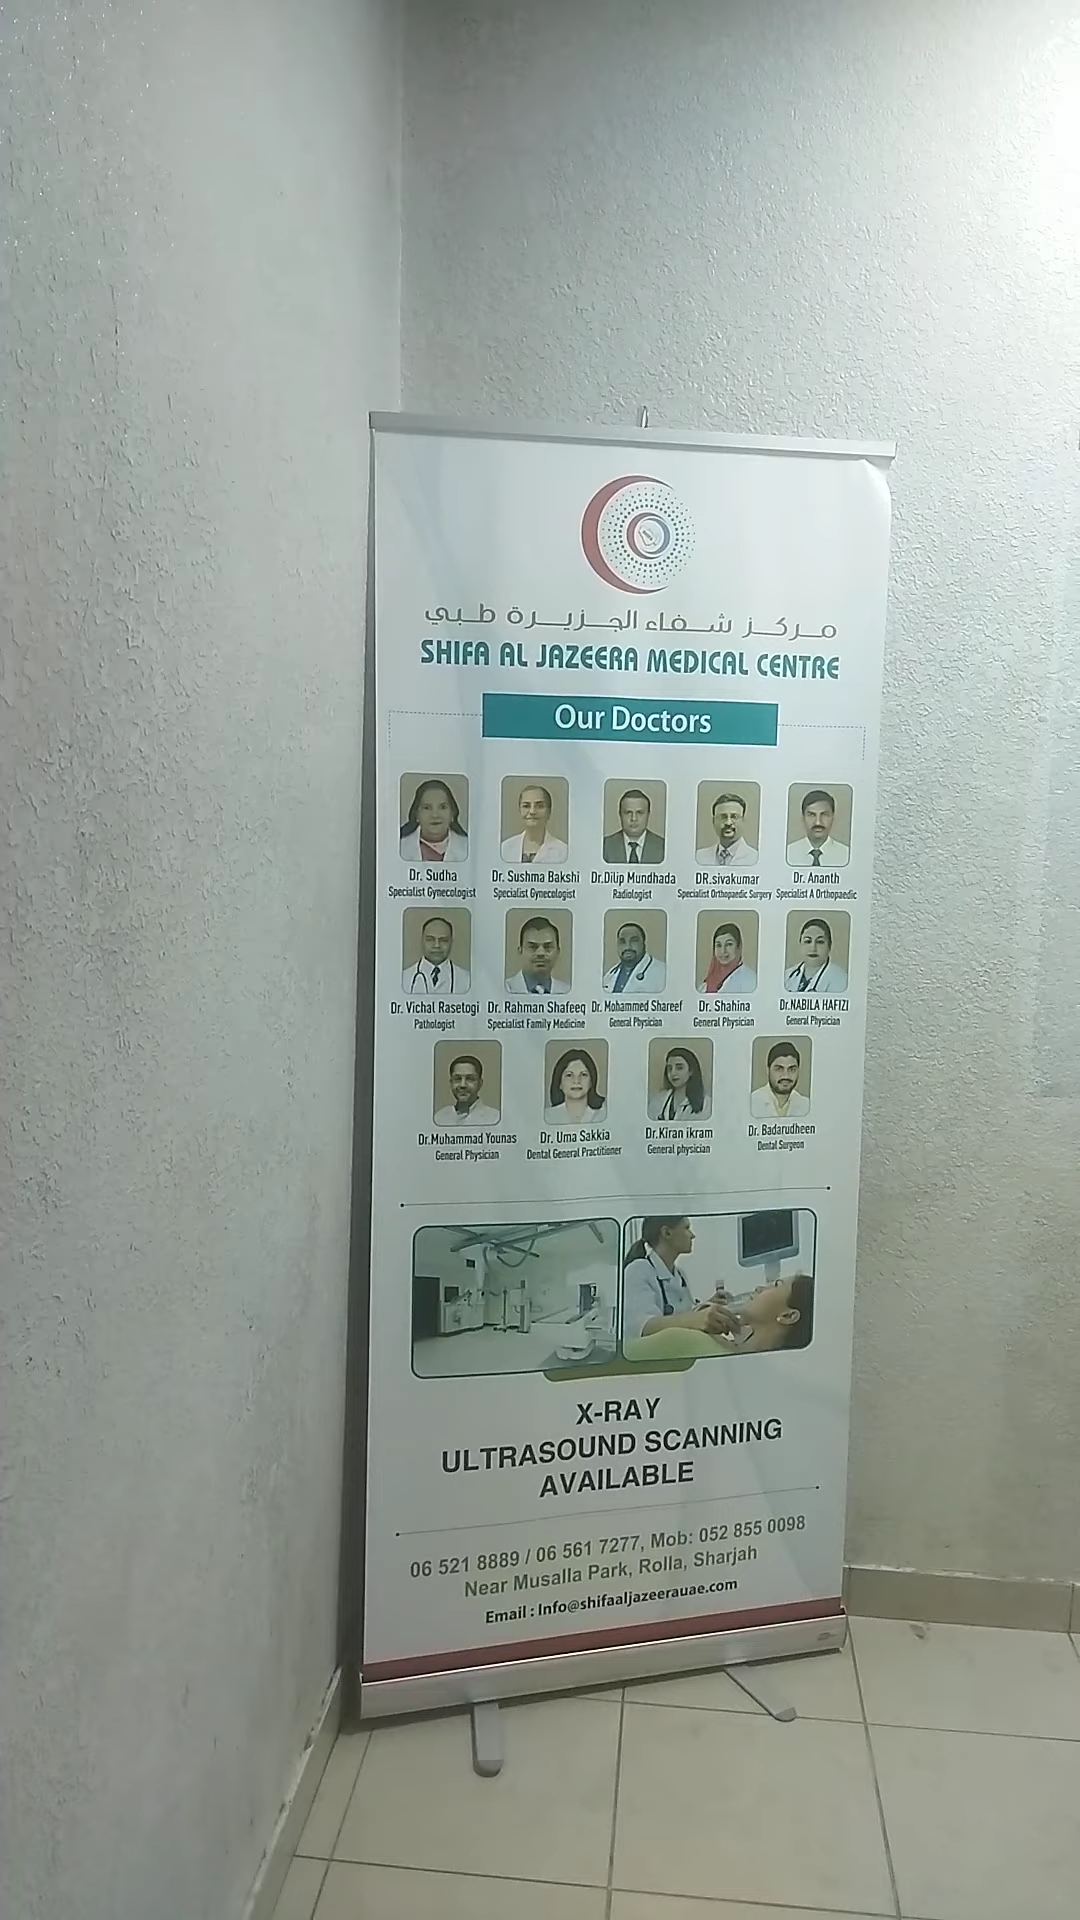 مركز شفاء الجزيرة طبي
SHIFA AL JAZEERA MEDICAL CENTRE
Our Doctors
Dr. Sudha
Specialist Gynecologist
Dr. Sushma Bakshi
Specialist Gynecologist
Dr.Dilip Mundhada
Radiologist
DR.sivakumar
Specialist Orthopaedic Surgery
Dr. Ananth
Specialist A Orthopaedic
Dr. Vichal Rasetogi
Pathologist
Dr. Rahman Shafeeq
Specialist Family Medicine
Dr. Mohammed Shareef
General Physician
Dr. Shahina
General Physician
Dr.NABILA HAFIZI
General Physician
Dr.Muhammad Younas
General Physician
Dr. Uma Sakkia
Dental General Practitioner
Dr.Kiran ikram
General physician
Dr. Badarudheen
Dental Surgeon
X-RAY
ULTRASOUND SCANNING
AVAILABLE
06 521 8889 / 06 561 7277, Mob: 052 855 0098
Near Musalla Park, Rolla, Sharjah
Email : Info@shifaaljazeerauae.com